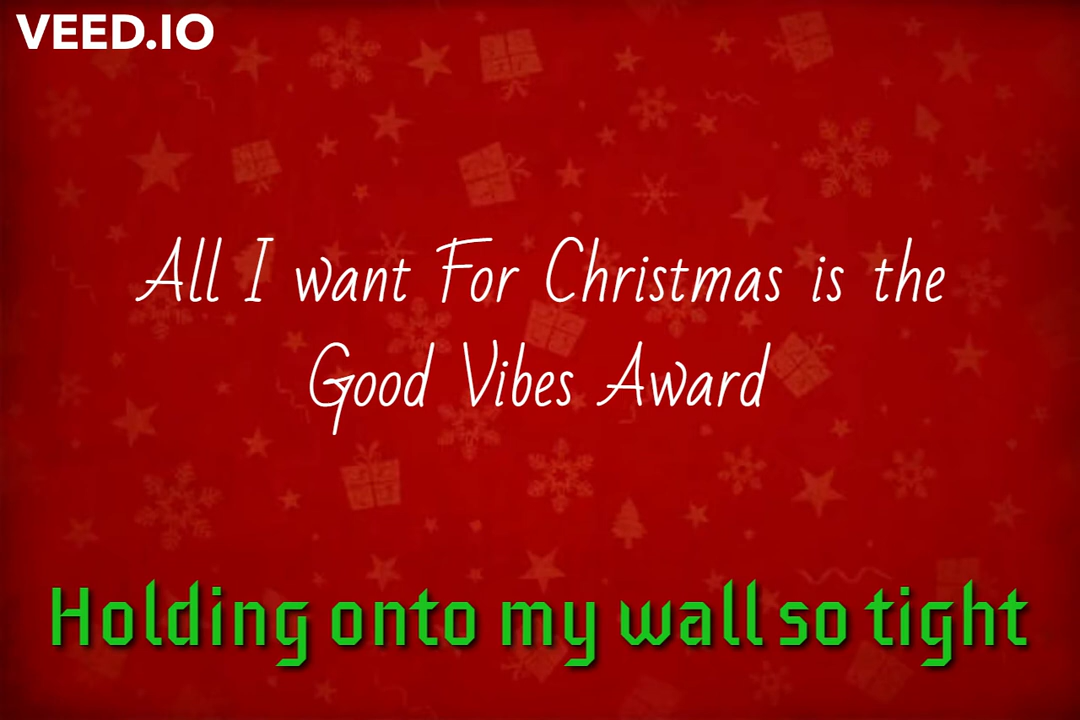 VEED.IO
All I want For Christmas is the
Good Vibes Award
Holding onto my wall so tight